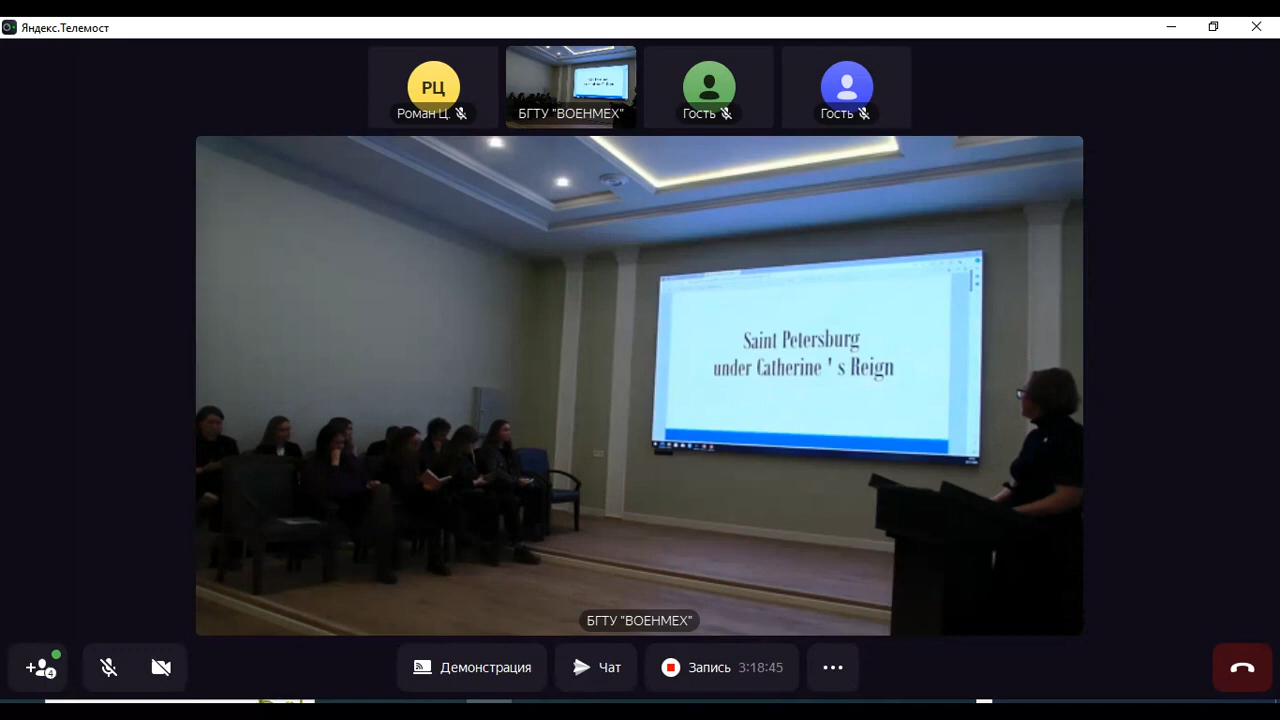 Яндекс.Телемост
РЦ
Роман Ц.
БГТУ "ВОЕНМЕХ"
Гость
Гость
Saint Petersburg
under Catherine ' s Reign
БГТУ "ВОЕНМЕХ"
4
Демонстрация
Чат
Запись 3:18:45